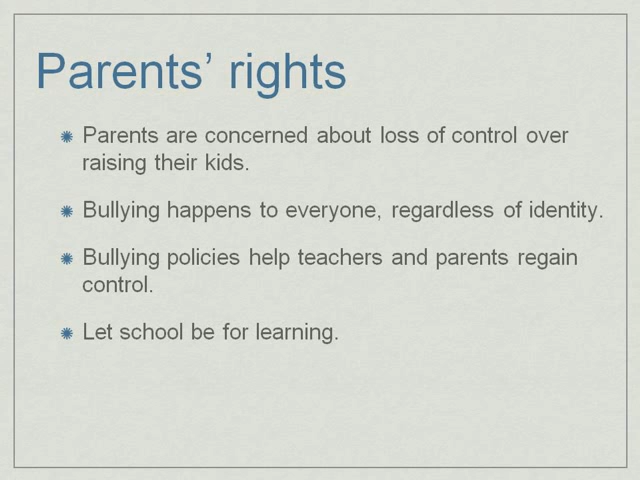 Parents’ rights
Parents are concerned about loss of control over
raising their kids.
Bullying happens to everyone, regardless of identity.
Bullying policies help teachers and parents regain
control.
Let school be for learning.